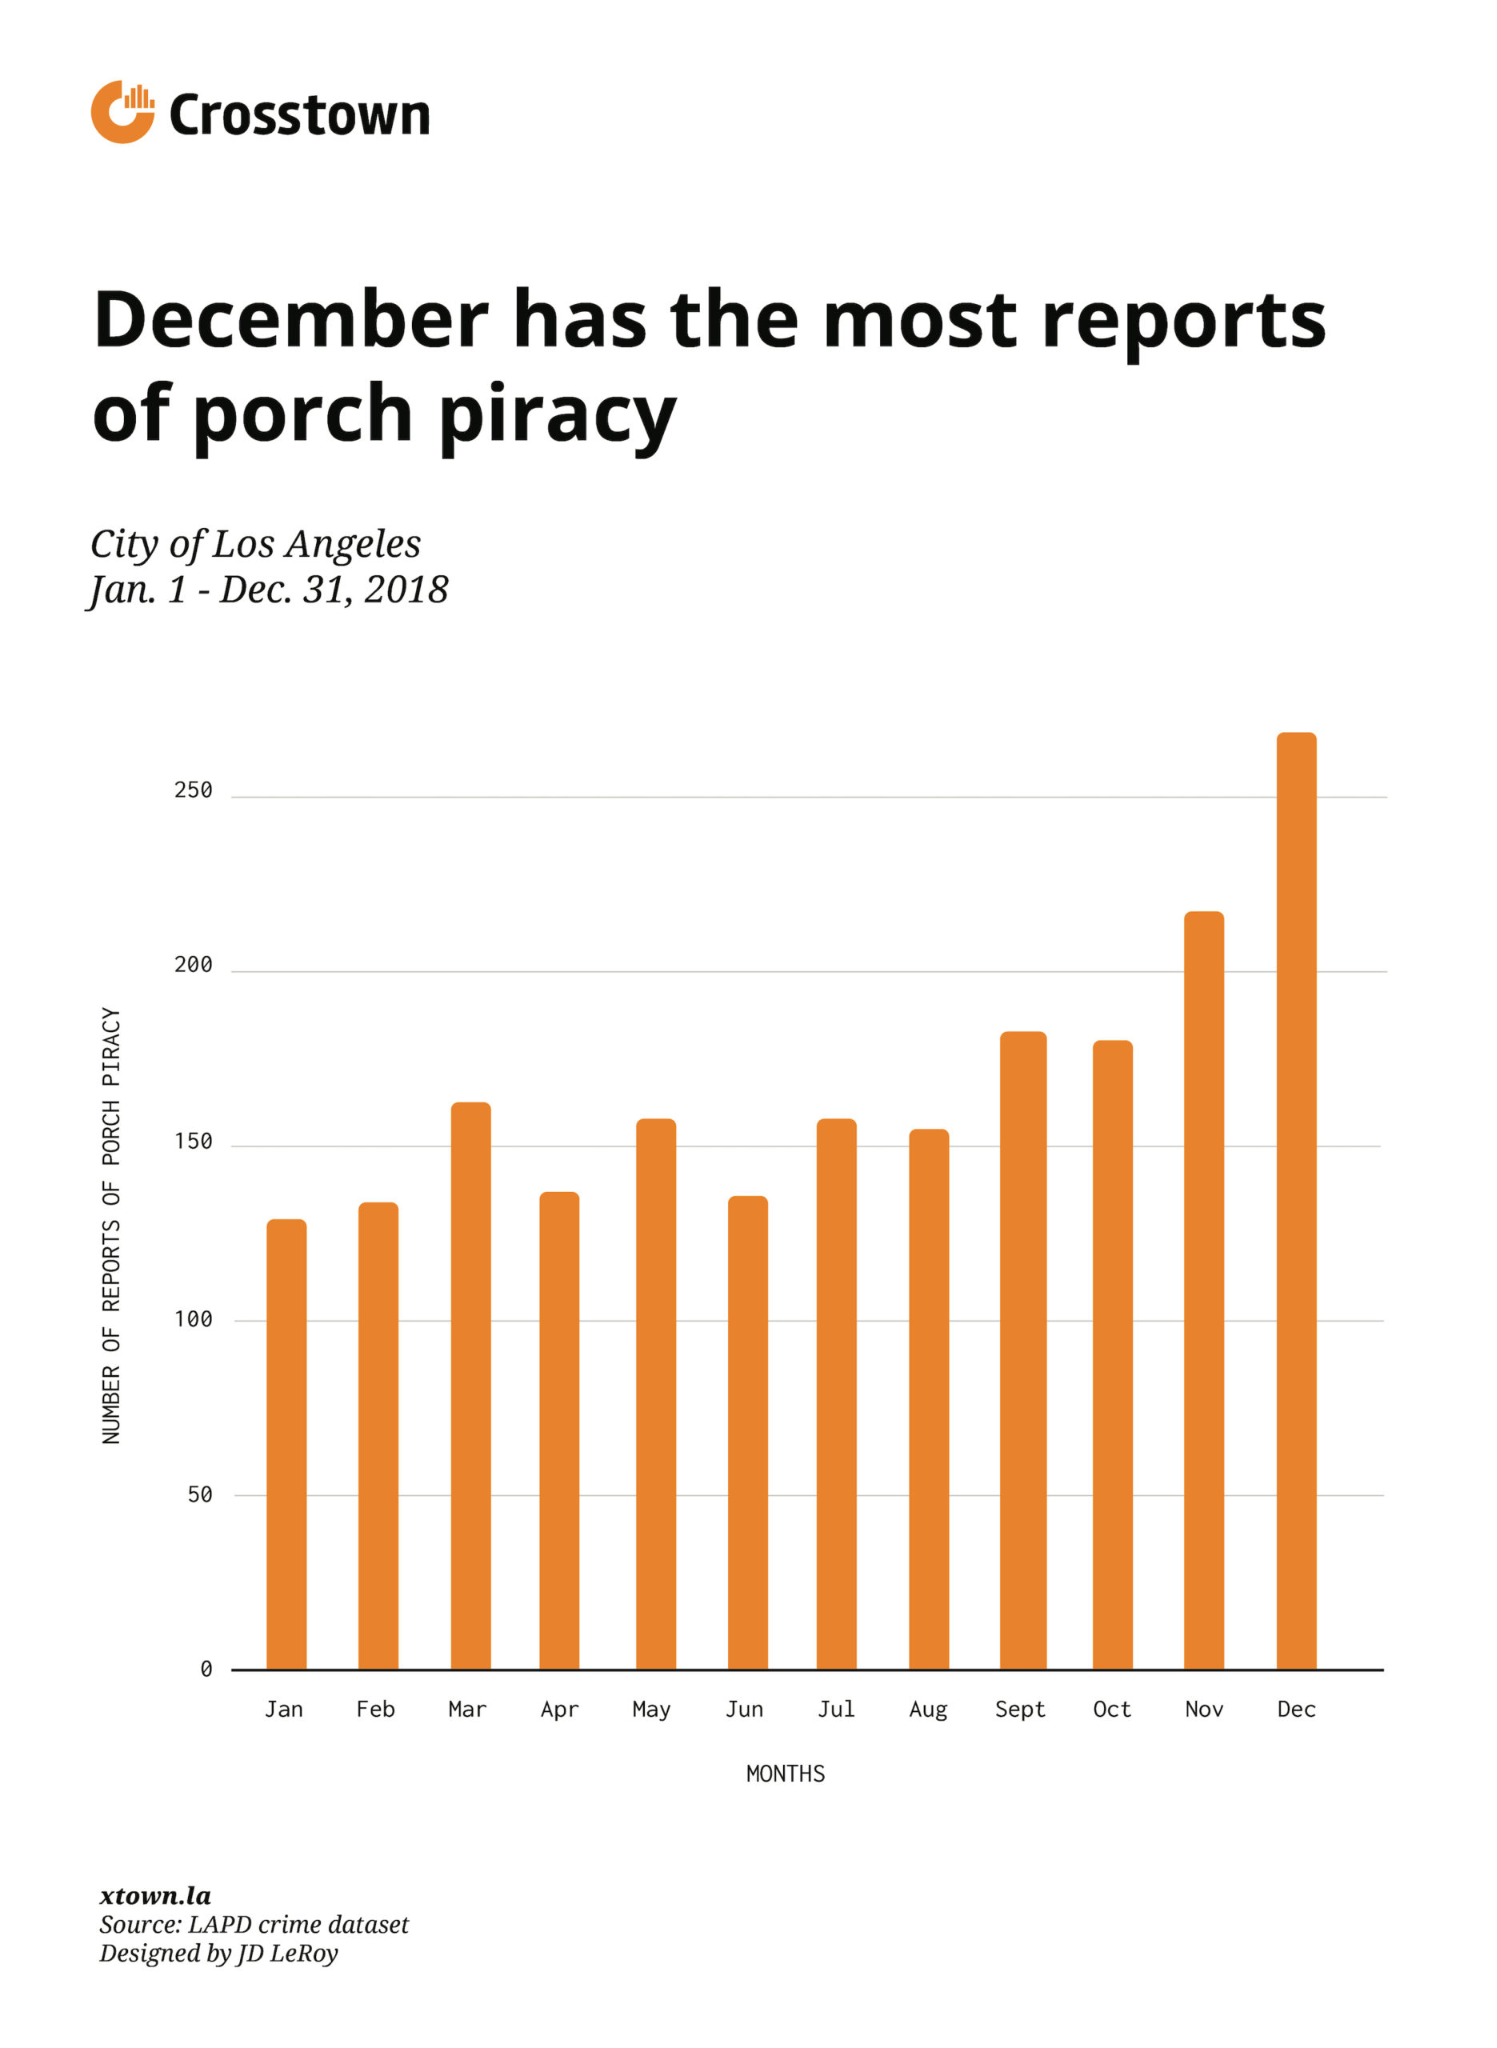 Crosstown
December has the most reports
of porch piracy
City of Los Angeles
Jan. 1 - Dec. 31, 2018
250
200
150
100
50
0
NUMBER OF REPORTS OF PORCH PIRACY
Jan Feb Mar Apr May Jun Jul Aug Sept Oct Nov Dec
MONTHS
xtown.la
Source: LAPD crime dataset
Designed by JD LeRoy